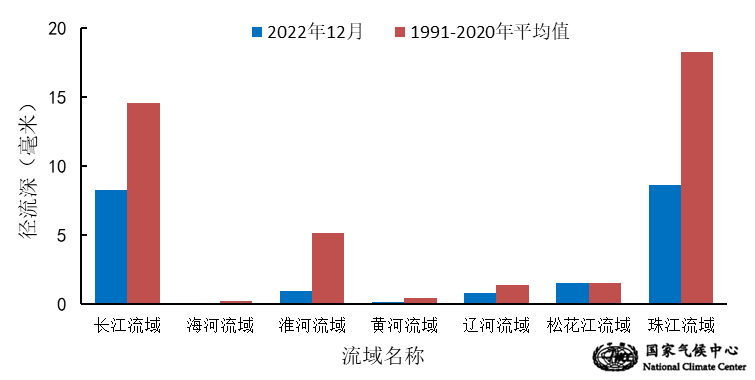 2022年12月 1991-2020年平均值
20
15
10
5
0
径流深（毫米）
长江流域 海河流域 淮河流域 黄河流域 辽河流域 松花江流域 珠江流域
流域名称
国家气候中心
National Climate Center